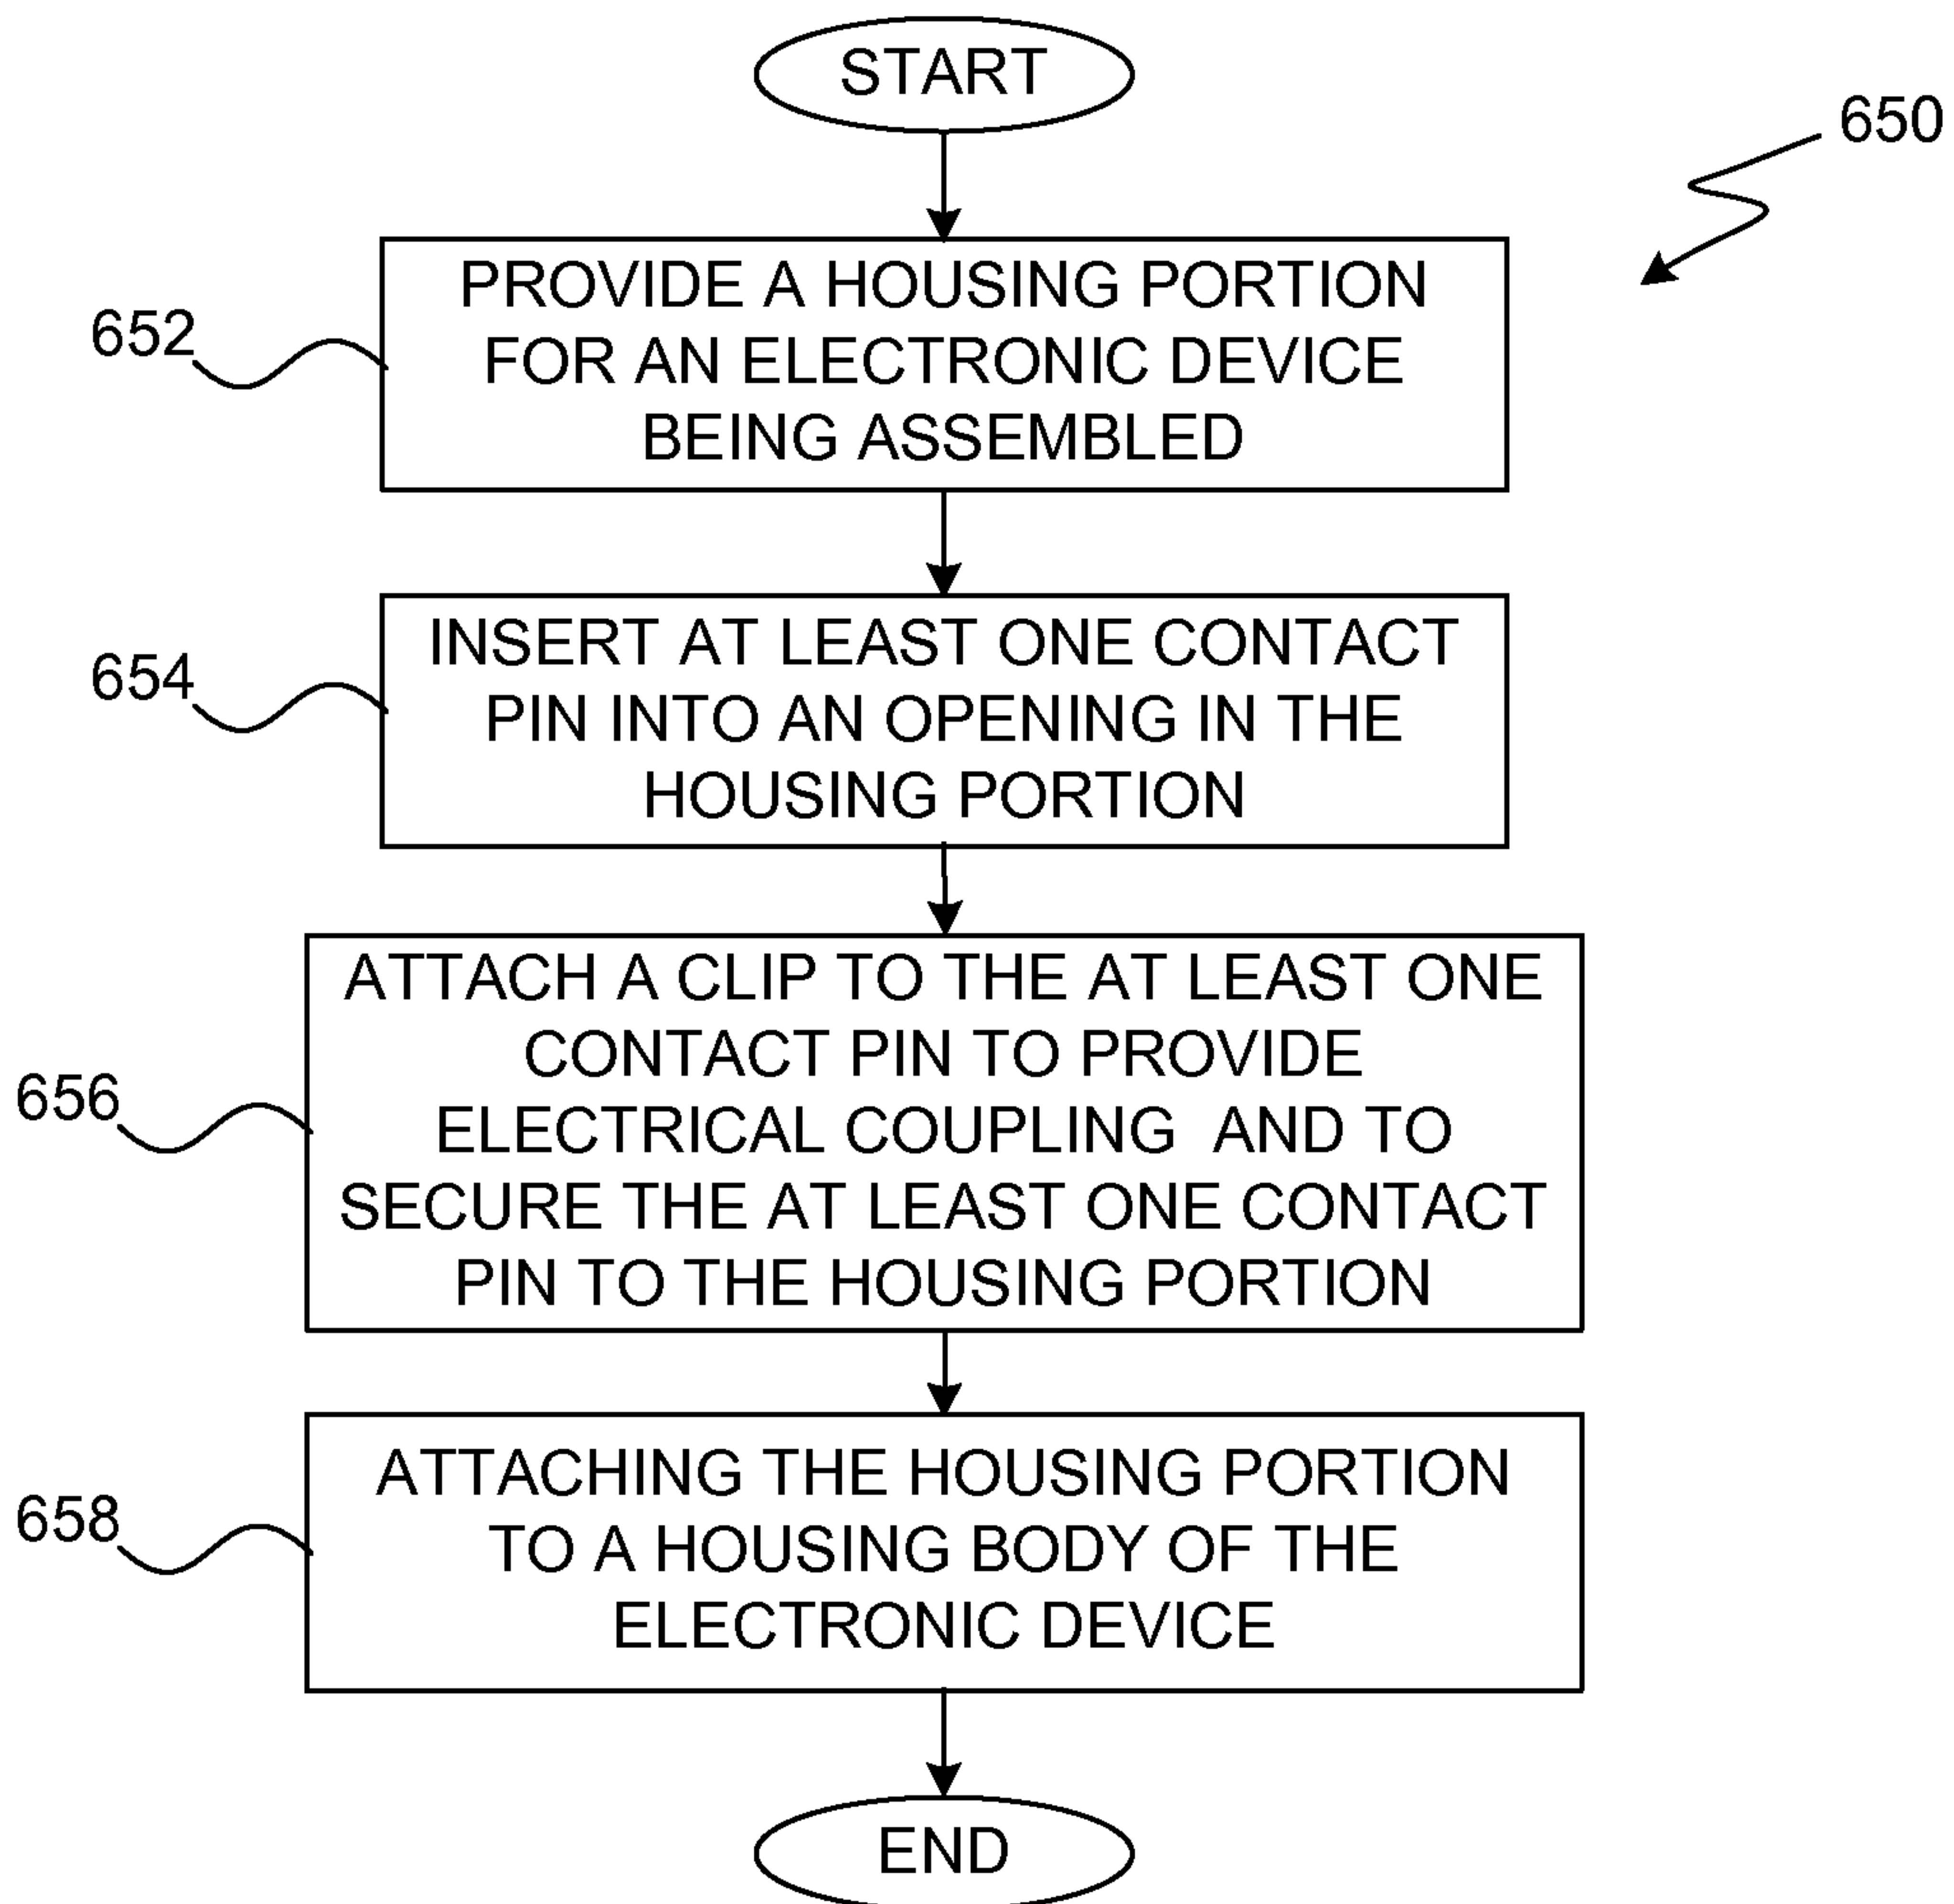 START
650
652
PROVIDE A HOUSING PORTION
FOR AN ELECTRONIC DEVICE
BEING ASSEMBLED
654
INSERT AT LEAST ONE CONTACT
PIN INTO AN OPENING IN THE
HOUSING PORTION
656
ATTACH A CLIP TO THE AT LEAST ONE
CONTACT PIN TO PROVIDE
ELECTRICAL COUPLING AND TO
SECURE THE AT LEAST ONE CONTACT
PIN TO THE HOUSING PORTION
658
ATTACHING THE HOUSING PORTION
TO A HOUSING BODY OF THE
ELECTRONIC DEVICE
END